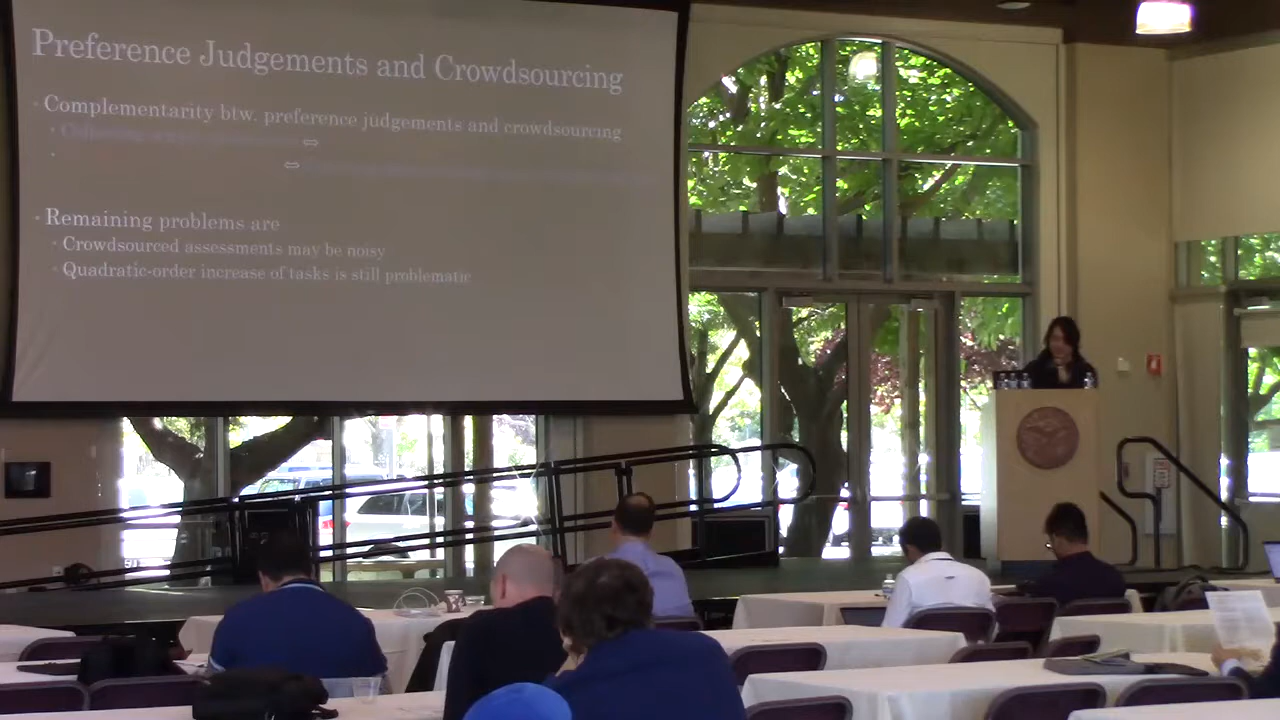 Preference Judgements and Crowdsourcing
Complementarity btw. preference judgements and crowdsourcing
⇔
⇔
Remaining problems are
Crowdsourced assessments may be noisy
Quadratic-order increase of tasks is still problematic